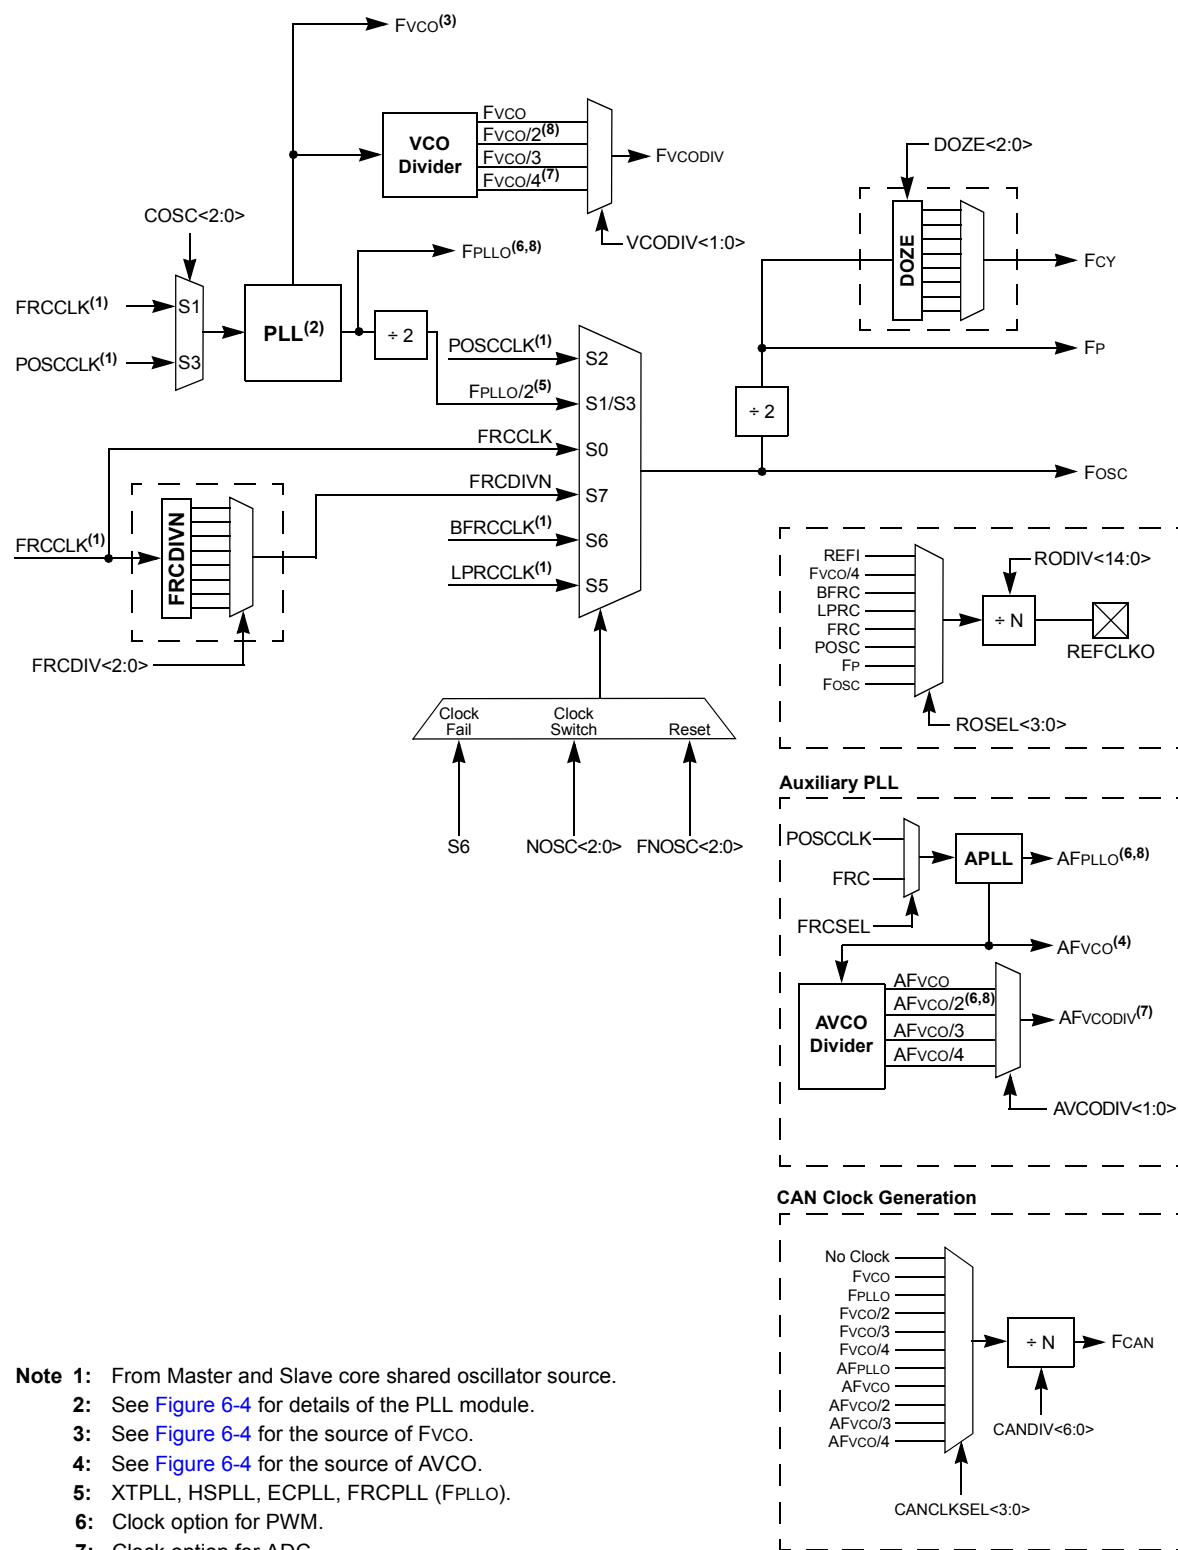 FVCO(3)
FVCO
FVCO/2(8)
FVCO/3
FVCO/4(7)
VCO
Divider
FVCODIV
VCODIV<1:0>
DOZE<2:0>
DOZE
FCY
FP
÷ 2
FOSC
COSC<2:0>
FPLLO(6,8)
FRCCLK(1)
S1
POSCCLK(1)
S3
PLL(2)
÷ 2
POSCCLK(1)
S2
FPLLO/2(5)
S1/S3
FRCCLK
S0
FRCDIVN
S7
BFRCCLK(1)
S6
LPRCCLK(1)
S5
FRCCLK(1)
FRCDIVN
FRCDIV<2:0>
Clock
Fail
Clock
Switch
Reset
S6
NOSC<2:0>
FNOSC<2:0>
REFI
FVCO/4
BFRC
LPRC
FRC
POSC
FP
FOSC
RODIV<14:0>
÷ N
REFCLKO
ROSEL<3:0>
Auxiliary PLL
POSCCLK
FRC
FRCSEL
APLL
AFPLLO(6,8)
AFVCO(4)
AVCO
Divider
AFVCO
AFVCO/2(6,8)
AFVCO/3
AFVCO/4
AFVCODIV(7)
AVCODIV<1:0>
CAN Clock Generation
No Clock
FVCO
FPLLO
FVCO/2
FVCO/3
FVCO/4
AFPLLO
AFVCO
AFVCO/2
AFVCO/3
AFVCO/4
÷ N
FCAN
CANDIV<6:0>
CANCLKSEL<3:0>
Note 1: From Master and Slave core shared oscillator source.
2: See Figure 6-4 for details of the PLL module.
3: See Figure 6-4 for the source of FVCO.
4: See Figure 6-4 for the source of AVCO.
5: XTPLL, HSPLL, ECPLL, FRCPLL (FPLLO).
6: Clock option for PWM.
7: Clock option for ADC.